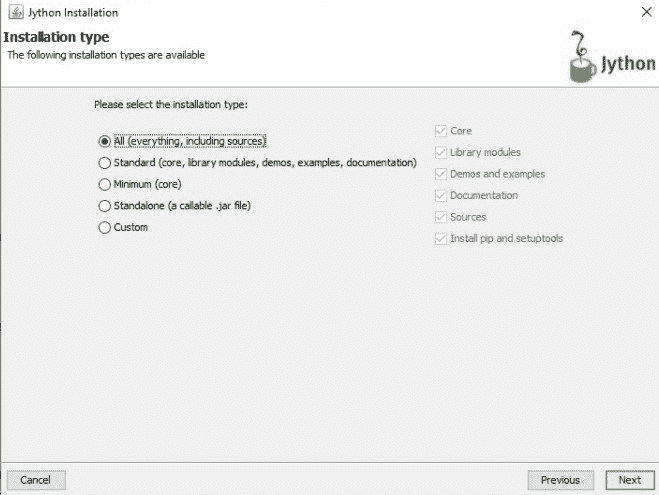 Jython Installation
Installation type
The following installation types are available
Jython
Please select the installation type:
All (everything, including sources)
Standard (core, library modules, demos, examples, documentation)
Minimum (core)
Standalone (a callable .jar file)
Custom
Core
Library modules
Demos and examples
Documentation
Sources
Install pip and setuptools
Cancel
Previous
Next